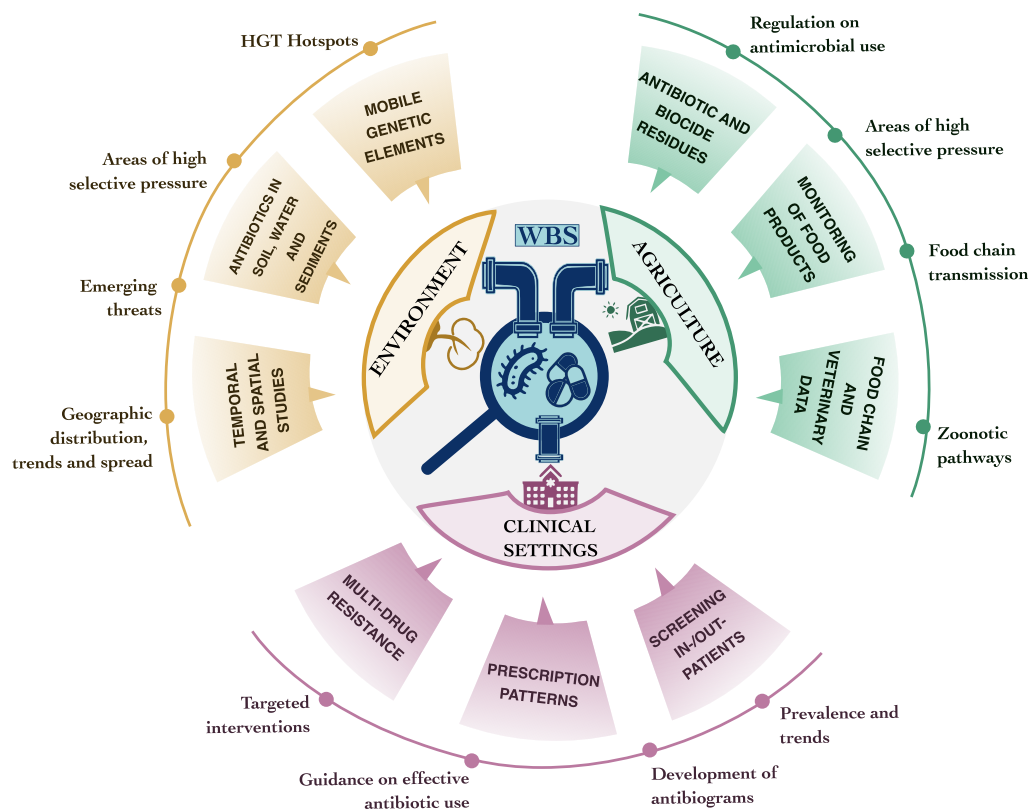 HGT Hotspots
Areas of high
selective pressure
Emerging
threats
Geographic
distribution,
trends and spread
MOBILE
GENETIC
ELEMENTS
ANTIBIOTICS IN
SOIL, WATER
AND
SEDIMENTS
TEMPORAL
AND SPATIAL
STUDIES
ENVIRONMENT
WBS
AGRICULTURE
CLINICAL
SETTINGS
Regulation on
antimicrobial use
Areas of high
selective pressure
Food chain
transmission
Zoonotic
pathways
ANTIBIOTIC AND
BIOCIDE
RESIDUES
MONITORING
OF FOOD
PRODUCTS
FOOD CHAIN
AND
VETERINARY
DATA
MULTI-DRUG
RESISTANCE
PRESCRIPTION
PATTERNS
SCREENING
IN-/OUT-
PATIENTS
Targeted
interventions
Guidance on effective
antibiotic use
Development of
antibiograms
Prevalence and
trends